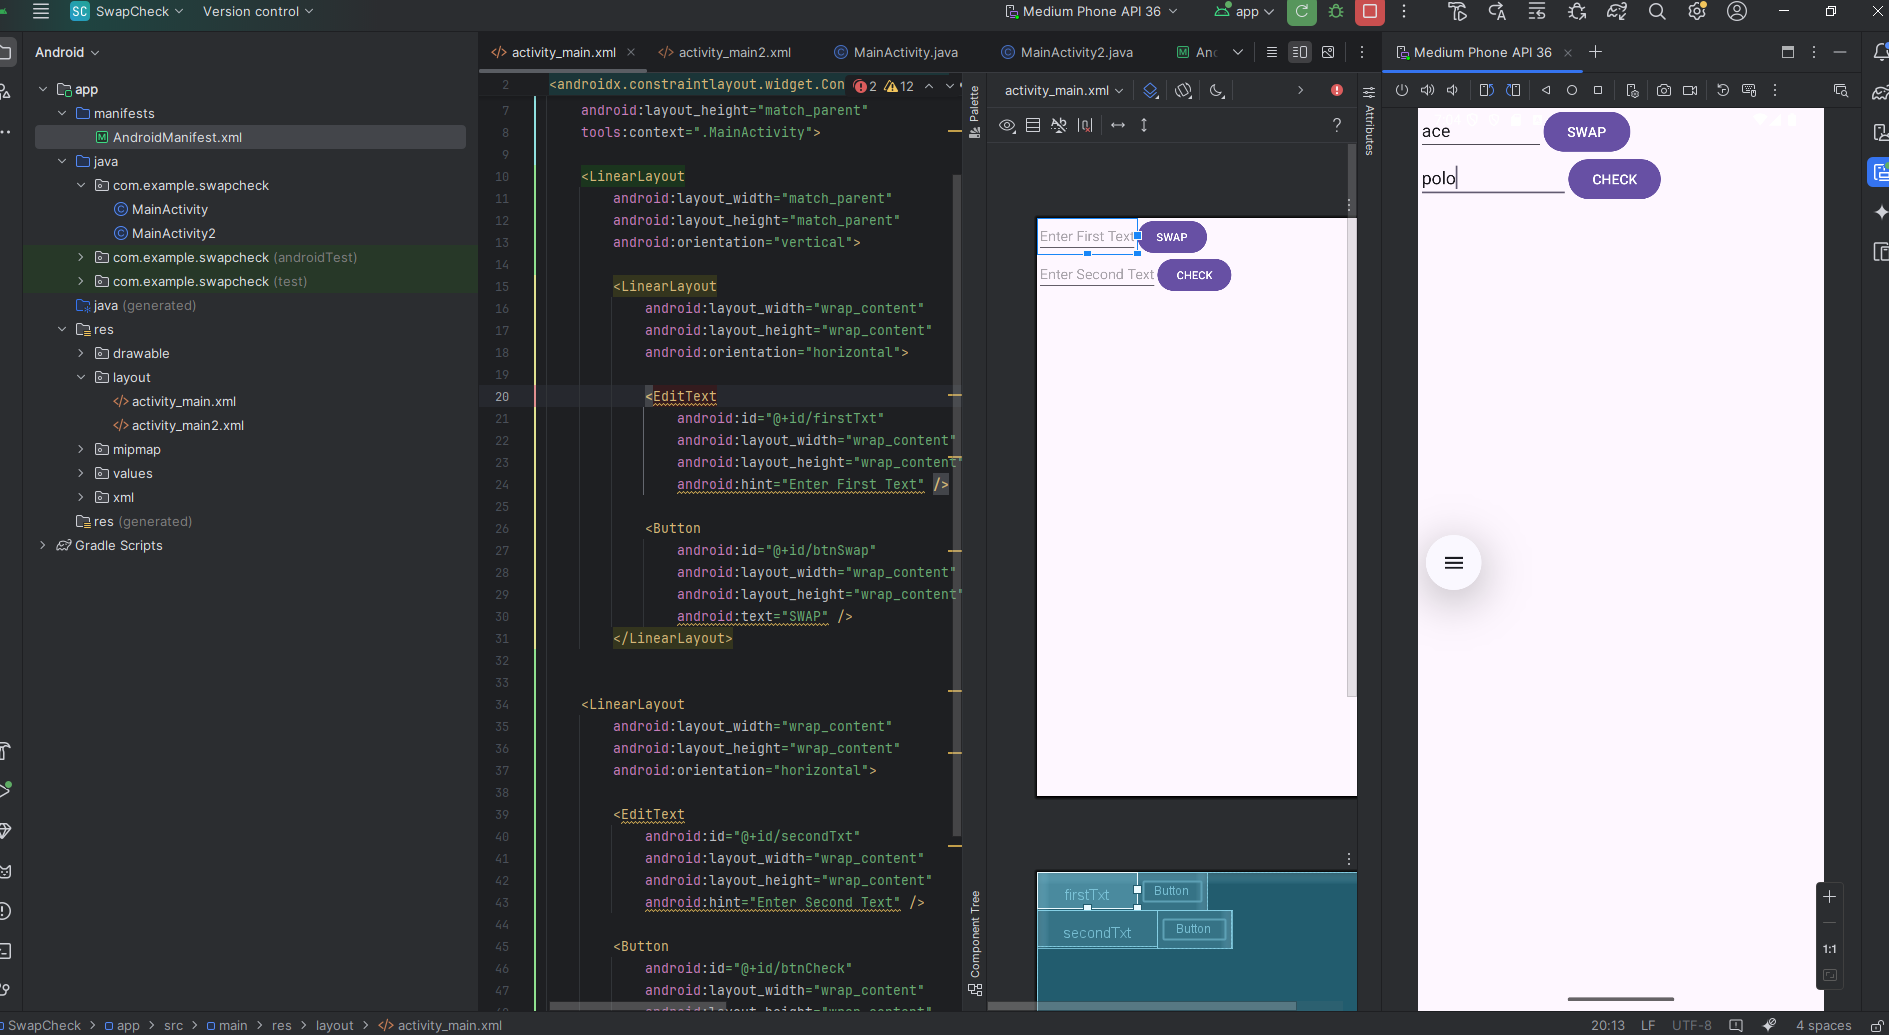 SC SwapCheck Version control Medium Phone API 36 app
Android
activity_main.xml activity_main2.xml MainActivity.java MainActivity2.java
Medium Phone API 36
app
manifests
AndroidManifest.xml
java
com.example.swapcheck
MainActivity
MainActivity2
com.example.swapcheck (androidTest)
com.example.swapcheck (test)
java (generated)
res
drawable
layout
activity_main.xml
activity_main2.xml
mipmap
values
xml
res (generated)
Gradle Scripts
2 <androidx.constraintlayout.widget.Con 2 12
7 android:layout_height="match_parent"
8 tools:context=".MainActivity">
9
10 <LinearLayout
11 android:layout_width="match_parent"
12 android:layout_height="match_parent"
13 android:orientation="vertical">
14
15 <LinearLayout
16 android:layout_width="wrap_content"
17 android:layout_height="wrap_content"
18 android:orientation="horizontal">
19
20 <EditText
21 android:id="@+id/firstTxt"
22 android:layout_width="wrap_content"
23 android:layout_height="wrap_content"
24 android:hint="Enter First Text" />
25
26 <Button
27 android:id="@+id/btnSwap"
28 android:layout_width="wrap_content"
29 android:layout_height="wrap_content"
30 android:text="SWAP" />
31 </LinearLayout>
32
33
34 <LinearLayout
35 android:layout_width="wrap_content"
36 android:layout_height="wrap_content"
37 android:orientation="horizontal">
38
39 <EditText
40 android:id="@+id/secondTxt"
41 android:layout_width="wrap_content"
42 android:layout_height="wrap_content"
43 android:hint="Enter Second Text" />
44
45 <Button
46 android:id="@+id/btnCheck"
47 android:layout_width="wrap_content"
Palette
Component Tree
activity_main.xml
Attributes
Enter First Text SWAP
Enter Second Text CHECK
firstTxt Button
secondTxt Button
ace SWAP
polo CHECK
1:1
SwapCheck > app > src > main > res > layout > activity_main.xml
20:13 LF UTF-8 4 spaces